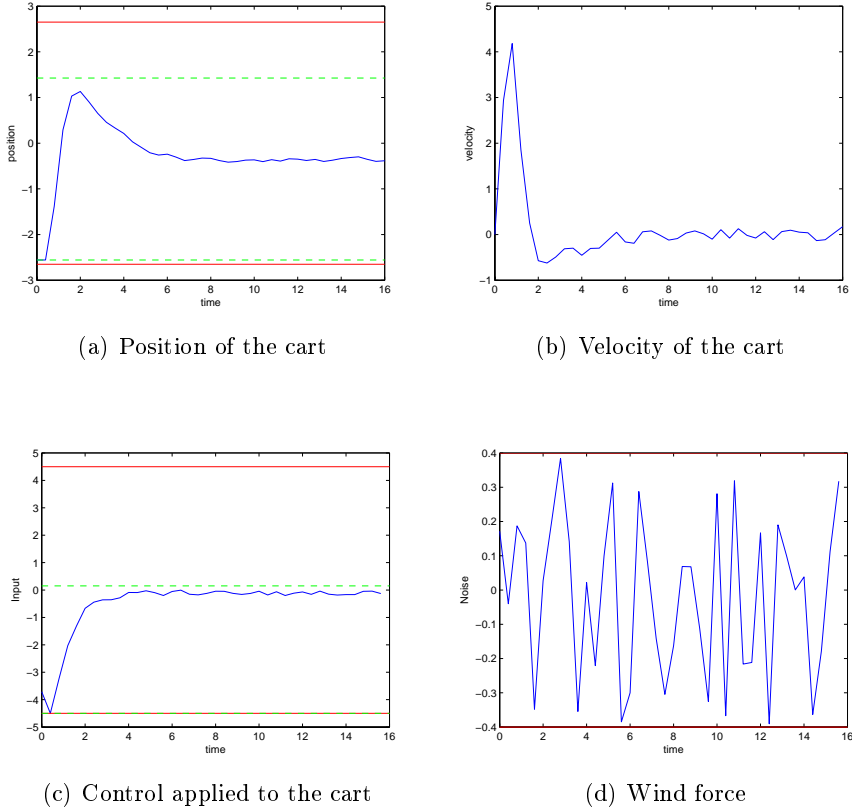 3
2
1
0
−1
−2
−3
position
0 2 4 6 8 10 12 14 16
time
(a) Position of the cart
5
4
3
2
1
0
−1
velocity
0 2 4 6 8 10 12 14 16
time
(b) Velocity of the cart
5
4
3
2
1
0
−1
−2
−3
−4
−5
Input
0 2 4 6 8 10 12 14 16
time
(c) Control applied to the cart
0.4
0.3
0.2
0.1
0
−0.1
−0.2
−0.3
−0.4
Noise
0 2 4 6 8 10 12 14 16
time
(d) Wind force